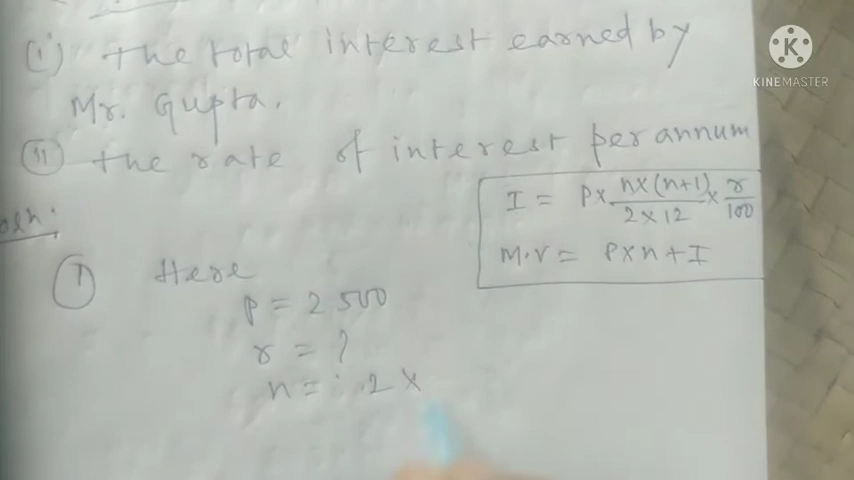 (i) The total interest earned by
Mr. Gupta.
(ii) the rate of interest per annum
I = P× n×(n+1)/2×12 × r/100
M.V = P×n+I
Soln:
(i) Here
P = 2500
r = ?
n = 2×
K
KINEMASTER